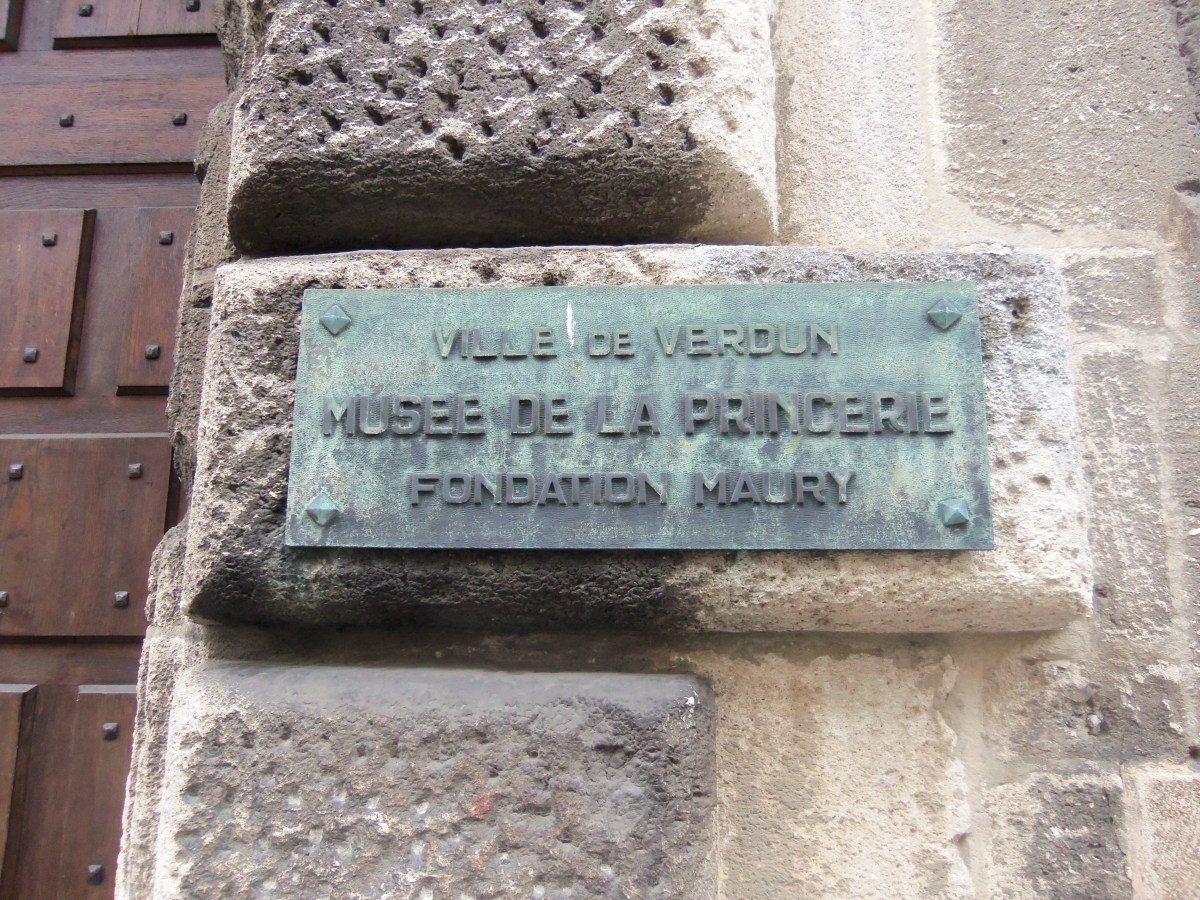 VILLE DE VERDUN
MUSEE DE LA PRINCERIE
FONDATION MAURY